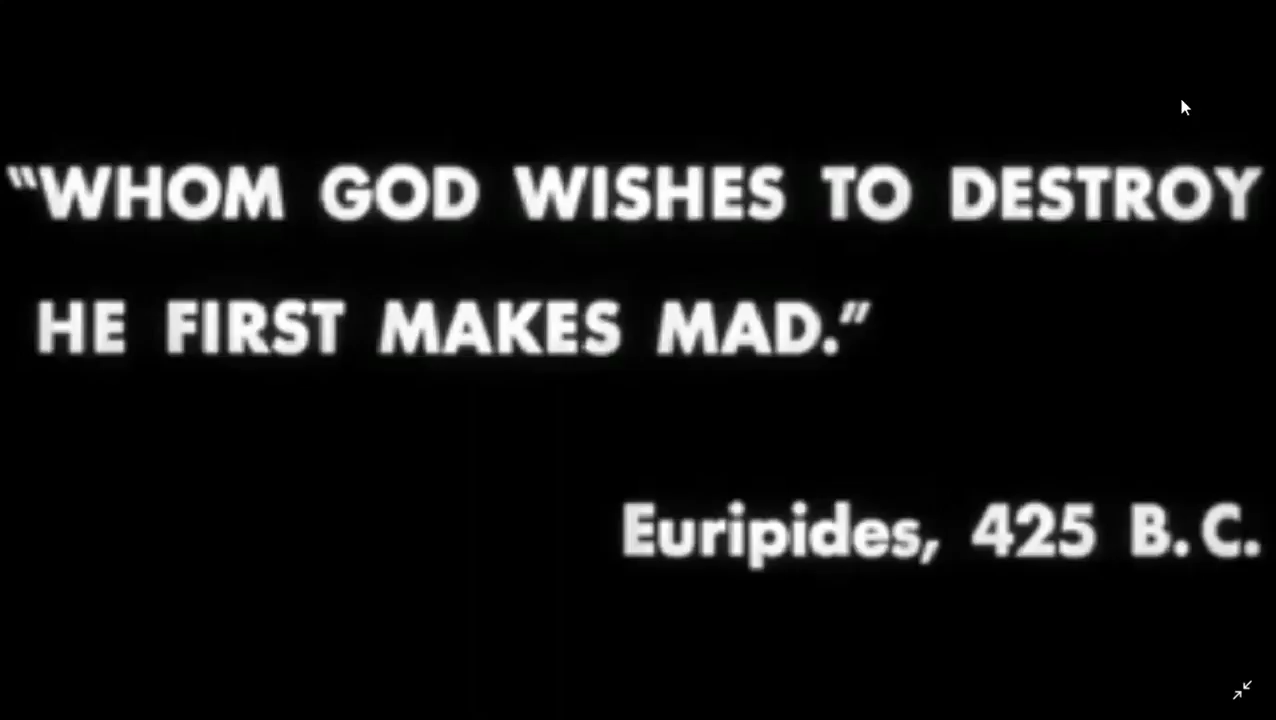 "WHOM GOD WISHES TO DESTROY
HE FIRST MAKES MAD."
Euripides, 425 B.C.